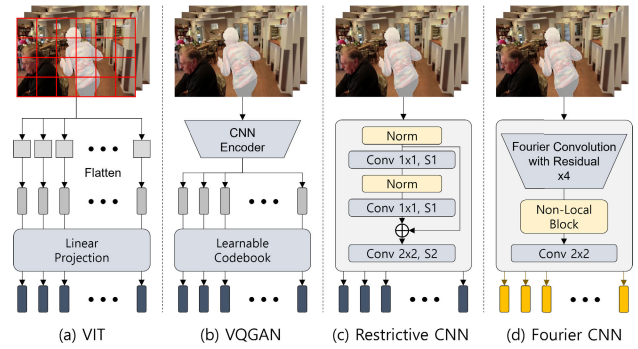 Flatten
Linear
Projection
(a) VIT
CNN
Encoder
Learnable
Codebook
(b) VQGAN
Norm
Conv 1x1, S1
Norm
Conv 1x1, S1
Conv 2x2, S2
(c) Restrictive CNN
Fourier Convolution
with Residual
x4
Non-Local
Block
Conv 2x2
(d) Fourier CNN